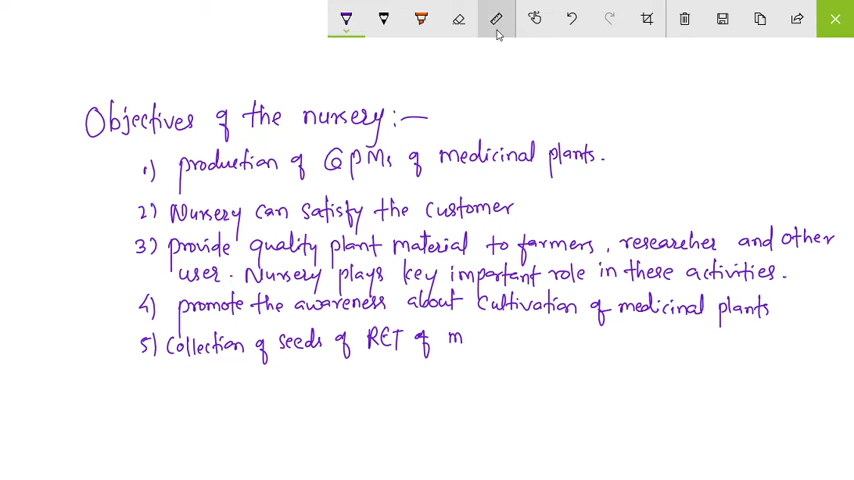 Objectives of the nursery:-
1) production of QPMs of medicinal plants.
2) Nursery can satisfy the customer
3) provide quality plant material to farmers, researcher and other
user. Nursery plays key important role in these activities.
4) promote the awareness about cultivation of medicinal plants
5) Collection of seeds of RET of m